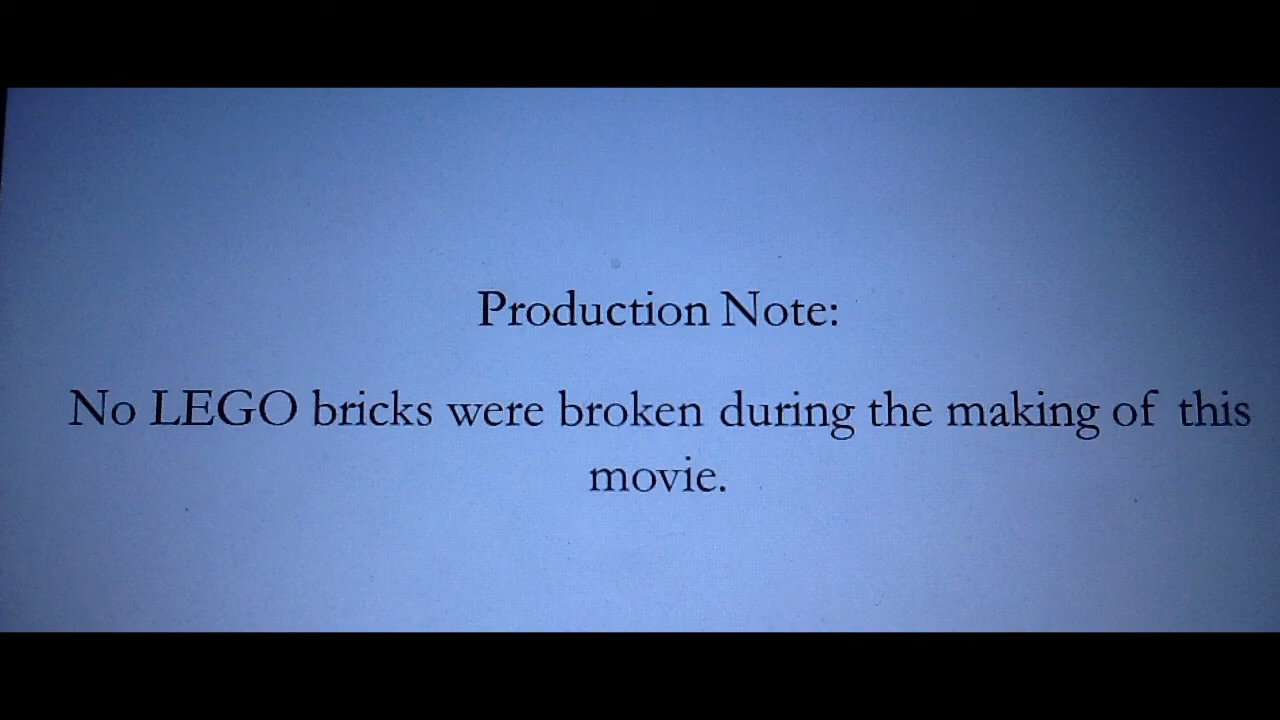 Production Note:
No LEGO bricks were broken during the making of this
movie.